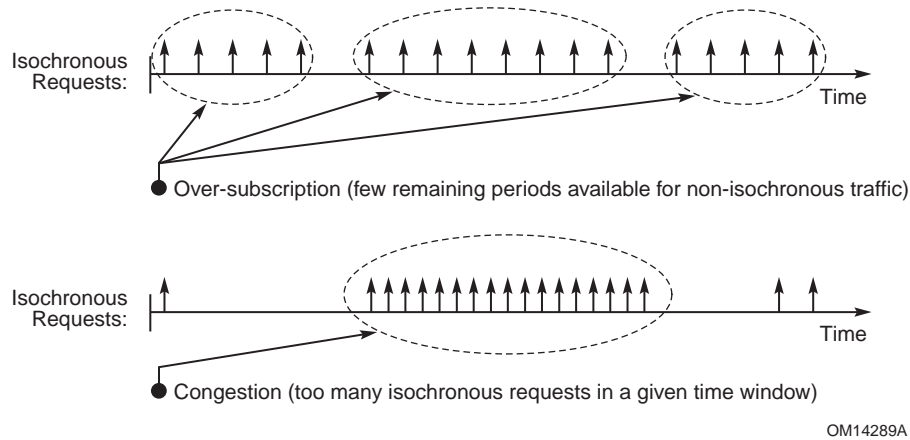 Isochronous
Requests:
Time
Over-subscription (few remaining periods available for non-isochronous traffic)
Isochronous
Requests:
Time
Congestion (too many isochronous requests in a given time window)
OM14289A